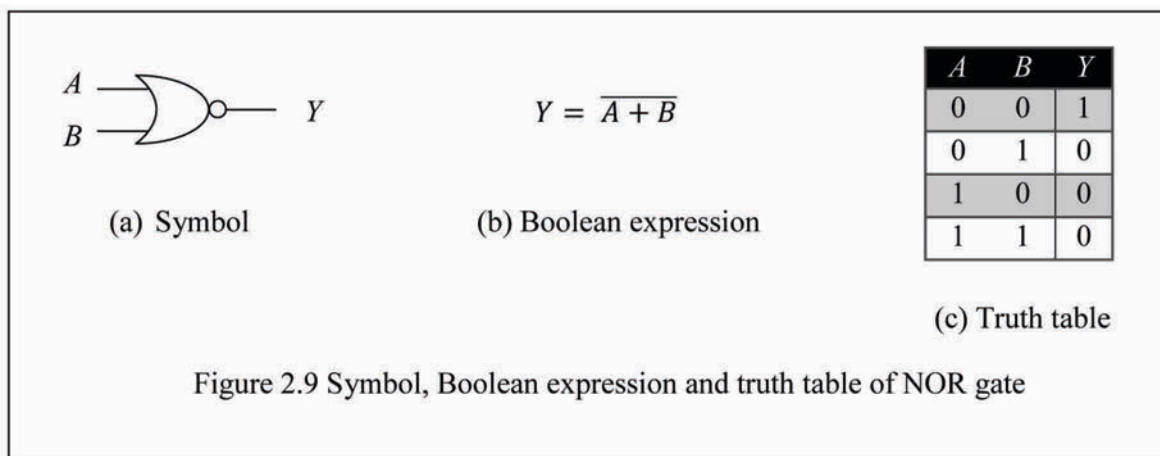 A
B
Y
(a) Symbol
Y = \overline{A + B}
(b) Boolean expression
A B Y
0 0 1
0 1 0
1 0 0
1 1 0
(c) Truth table
Figure 2.9 Symbol, Boolean expression and truth table of NOR gate